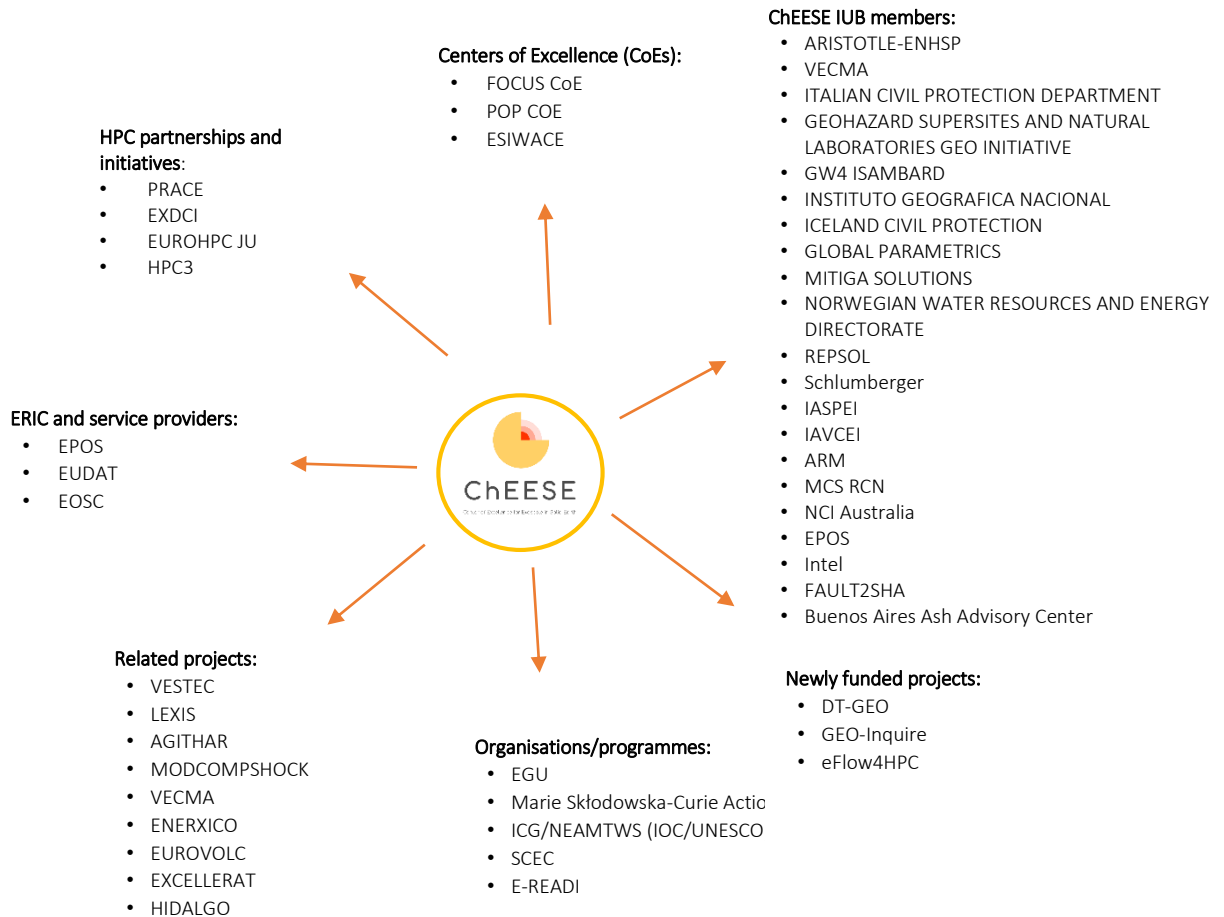 ChEESE IUB members:
• ARISTOTLE-ENHSP
• VECMA
• ITALIAN CIVIL PROTECTION DEPARTMENT
• GEOHAZARD SUPERSITES AND NATURAL
LABORATORIES GEO INITIATIVE
• GW4 ISAMBARD
• INSTITUTO GEOGRAFICA NACIONAL
• ICELAND CIVIL PROTECTION
• GLOBAL PARAMETRICS
• MITIGA SOLUTIONS
• NORWEGIAN WATER RESOURCES AND ENERGY
DIRECTORATE
• REPSOL
• Schlumberger
• IASPEI
• IAVCEI
• ARM
• MCS RCN
• NCI Australia
• EPOS
• Intel
• FAULT2SHA
• Buenos Aires Ash Advisory Center
Centers of Excellence (CoEs):
• FOCUS CoE
• POP COE
• ESIWACE
HPC partnerships and
initiatives:
• PRACE
• EXDCI
• EUROHPC JU
• HPC3
ERIC and service providers:
• EPOS
• EUDAT
• EOSC
ChEESE
Related projects:
• VESTEC
• LEXIS
• AGITHAR
• MODCOMPSHOCK
• VECMA
• ENERXICO
• EUROVOLC
• EXCELLERAT
• HIDALGO
Organisations/programmes:
• EGU
• Marie Skłodowska-Curie Actio
• ICG/NEAMTWS (IOC/UNESCO
• SCEC
• E-READI
Newly funded projects:
• DT-GEO
• GEO-Inquire
• eFlow4HPC